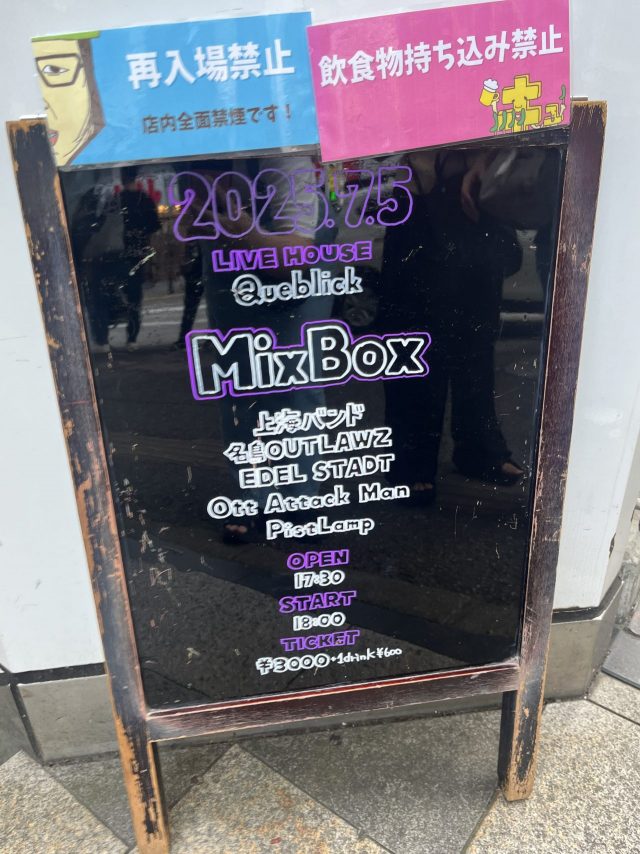 再入場禁止
店内全面禁煙です！
飲食物持ち込み禁止
2025.7.5
LIVE HOUSE
Queblick
MixBox
上海バンド
名島OUTLAWZ
EDEL STADT
Ott Attack Man
PistLamp
OPEN
17:30
START
18:00
TICKET
¥3000+1drink¥600